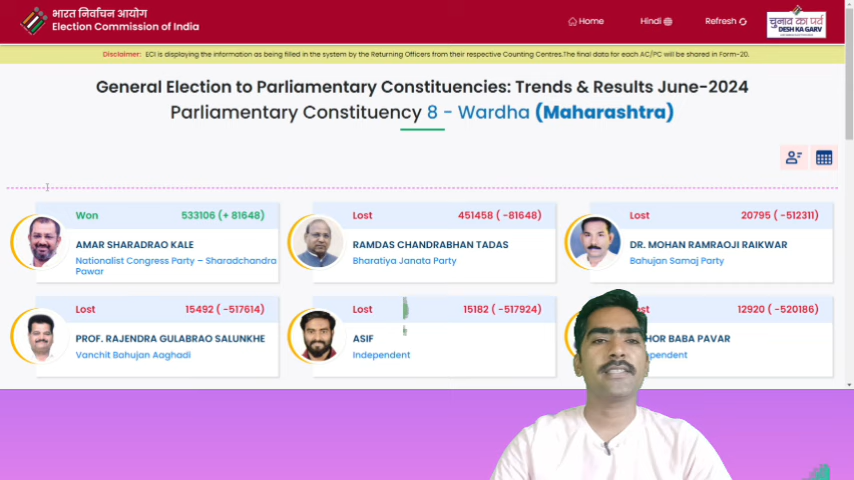 भारत निर्वाचन आयोग
Election Commission of India
Home
Hindi
Refresh
चुनाव का पर्व
DESH KA GARV
Disclaimer: ECI is displaying the information as being filled in the system by the Returning Officers from their respective Counting Centres.The final data for each AC/PC will be shared in Form-20.
General Election to Parliamentary Constituencies: Trends & Results June-2024
Parliamentary Constituency 8 - Wardha (Maharashtra)
Won 533106 (+ 81648)
AMAR SHARADRAO KALE
Nationalist Congress Party – Sharadchandra
Pawar
Lost 451458 ( -81648)
RAMDAS CHANDRABHAN TADAS
Bharatiya Janata Party
Lost 20795 ( -512311)
DR. MOHAN RAMRAOJI RAIKWAR
Bahujan Samaj Party
Lost 15492 ( -517614)
PROF. RAJENDRA GULABRAO SALUNKHE
Vanchit Bahujan Aaghadi
Lost 15182 ( -517924)
ASIF
Independent
12920 ( -520186)
BABA PAVAR